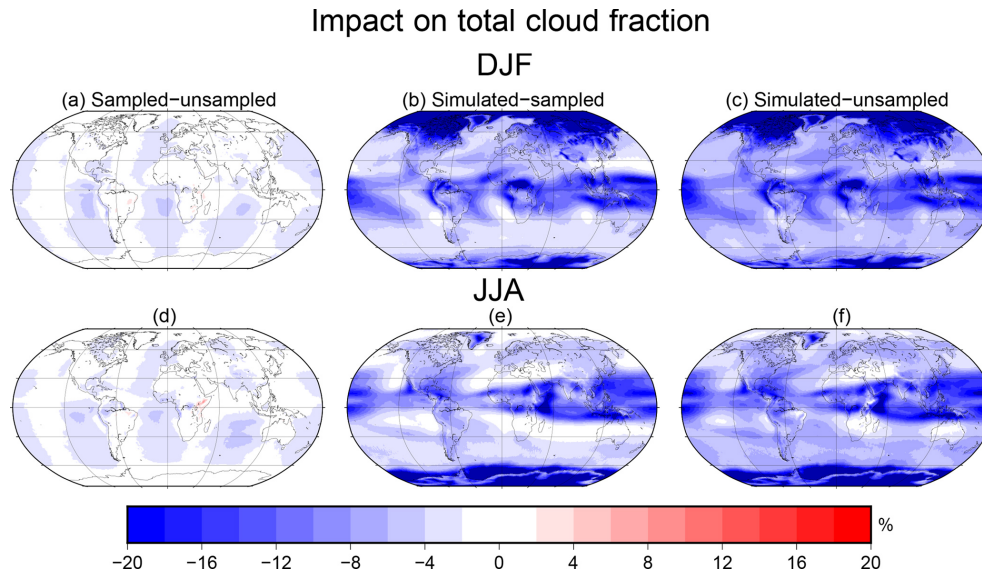 Impact on total cloud fraction
DJF
(a) Sampled−unsampled
(b) Simulated−sampled
(c) Simulated−unsampled
JJA
(d)
(e)
(f)
%
−20 −16 −12 −8 −4 0 4 8 12 16 20